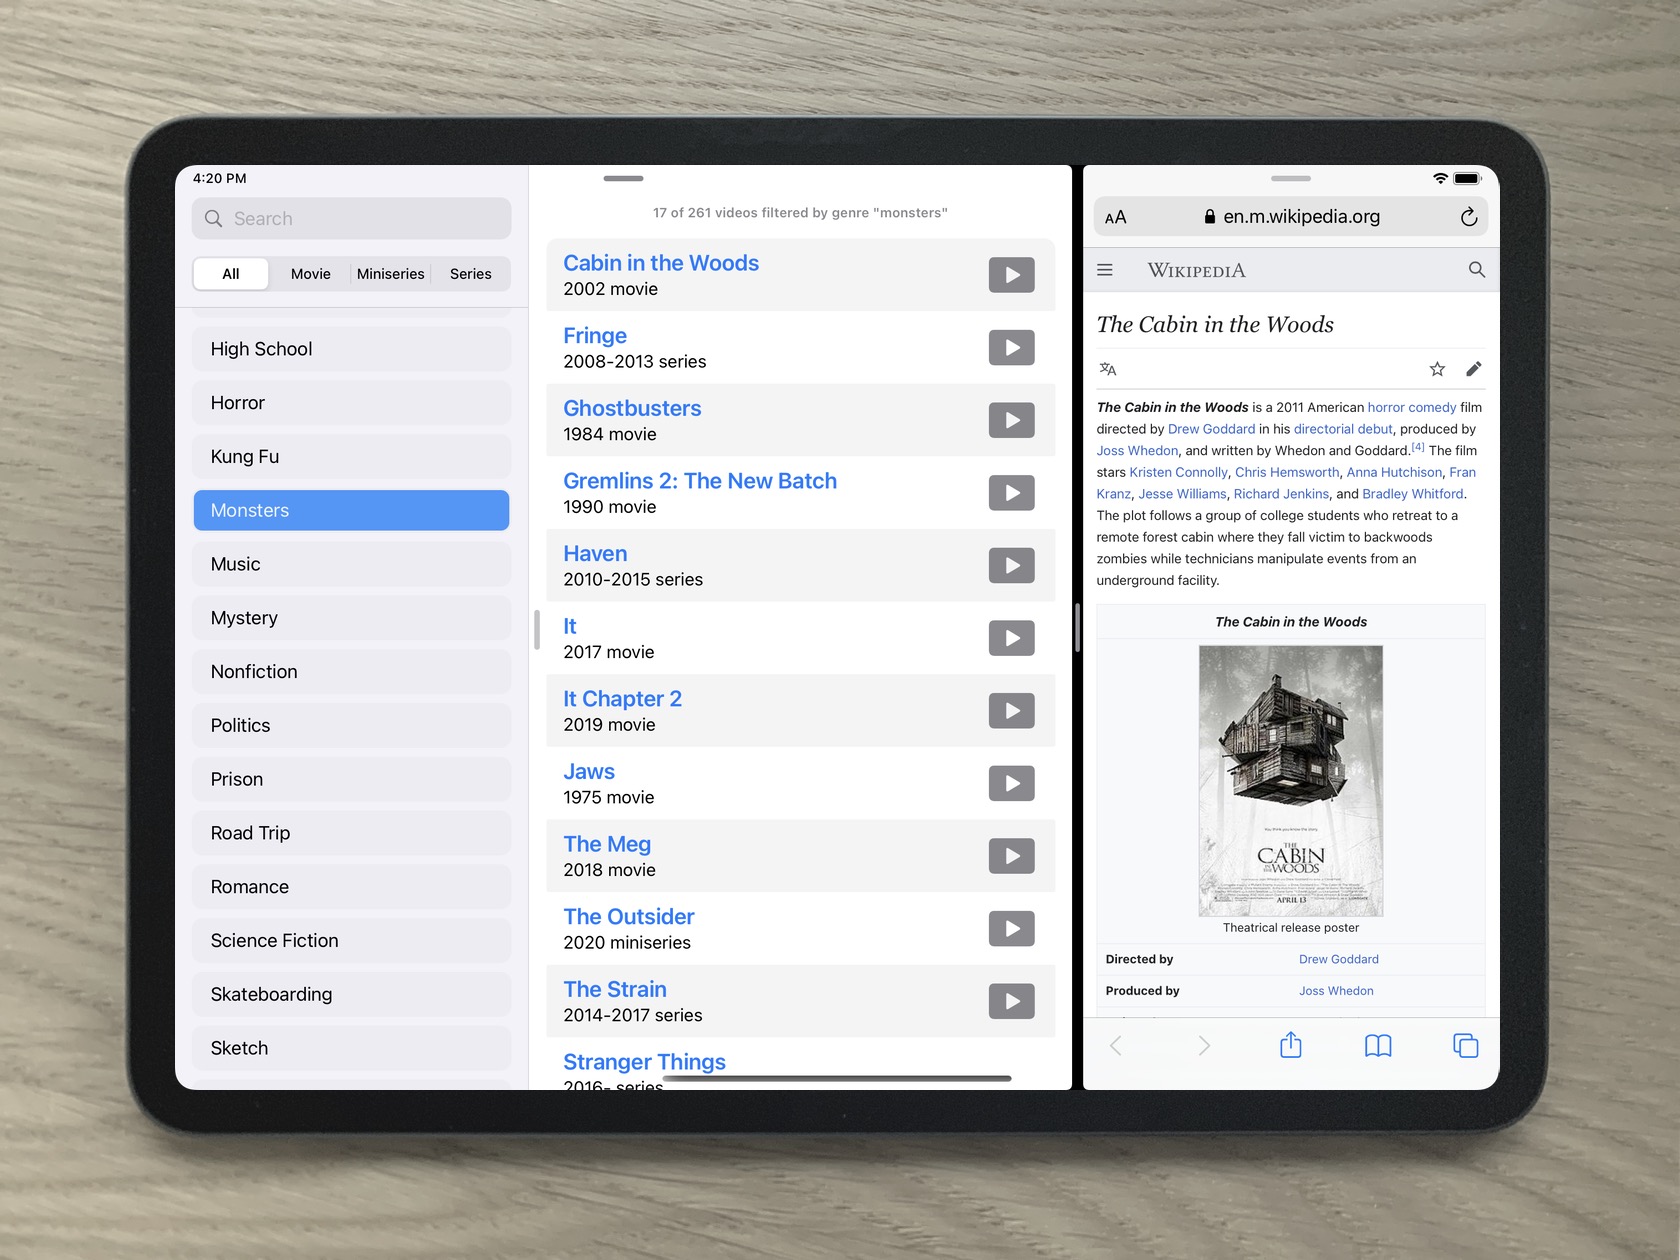 4:20 PM
Search
All Movie Miniseries Series
High School
Horror
Kung Fu
Monsters
Music
Mystery
Nonfiction
Politics
Prison
Road Trip
Romance
Science Fiction
Skateboarding
Sketch
17 of 261 videos filtered by genre "monsters"
Cabin in the Woods
2002 movie
Fringe
2008-2013 series
Ghostbusters
1984 movie
Gremlins 2: The New Batch
1990 movie
Haven
2010-2015 series
It
2017 movie
It Chapter 2
2019 movie
Jaws
1975 movie
The Meg
2018 movie
The Outsider
2020 miniseries
The Strain
2014-2017 series
Stranger Things
2016- series
AA en.m.wikipedia.org
WIKIPEDIA
The Cabin in the Woods
The Cabin in the Woods is a 2011 American horror comedy film
directed by Drew Goddard in his directorial debut, produced by
Joss Whedon, and written by Whedon and Goddard.[4] The film
stars Kristen Connolly, Chris Hemsworth, Anna Hutchison, Fran
Kranz, Jesse Williams, Richard Jenkins, and Bradley Whitford.
The plot follows a group of college students who retreat to a
remote forest cabin where they fall victim to backwoods
zombies while technicians manipulate events from an
underground facility.
The Cabin in the Woods
You think you know the story.
THE
CABIN
IN THE WOODS
APRIL 13
Theatrical release poster
Directed by Drew Goddard
Produced by Joss Whedon